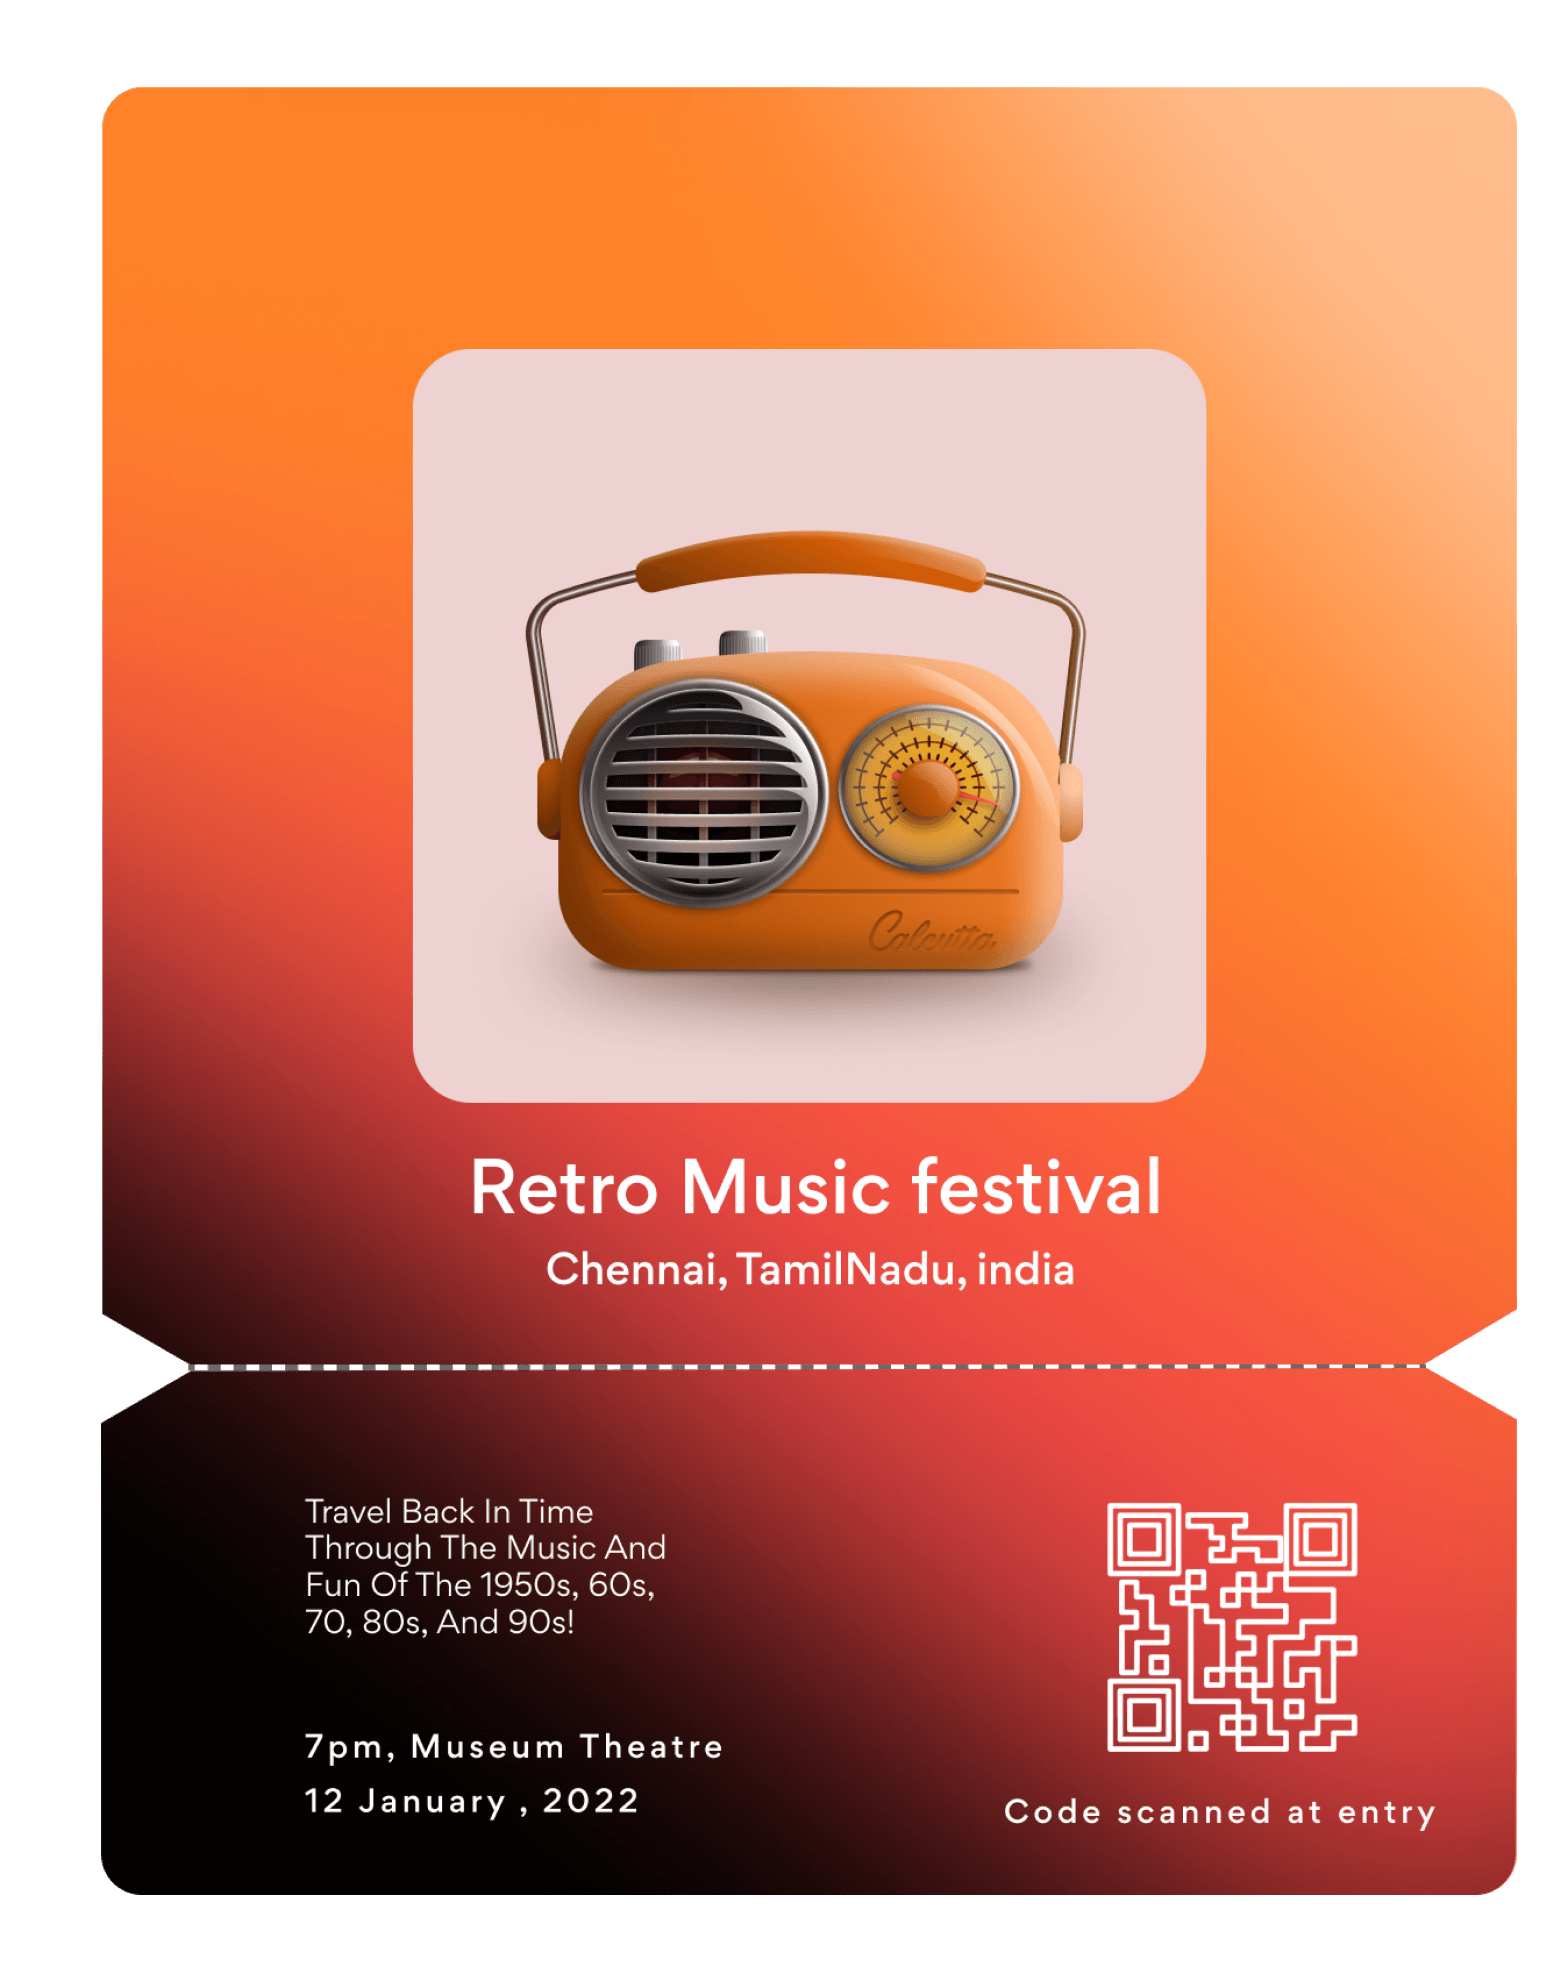 Calcutta
Retro Music festival
Chennai, TamilNadu, india
Travel Back In Time
Through The Music And
Fun Of The 1950s, 60s,
70, 80s, And 90s!
7pm, Museum Theatre
12 January , 2022
Code scanned at entry